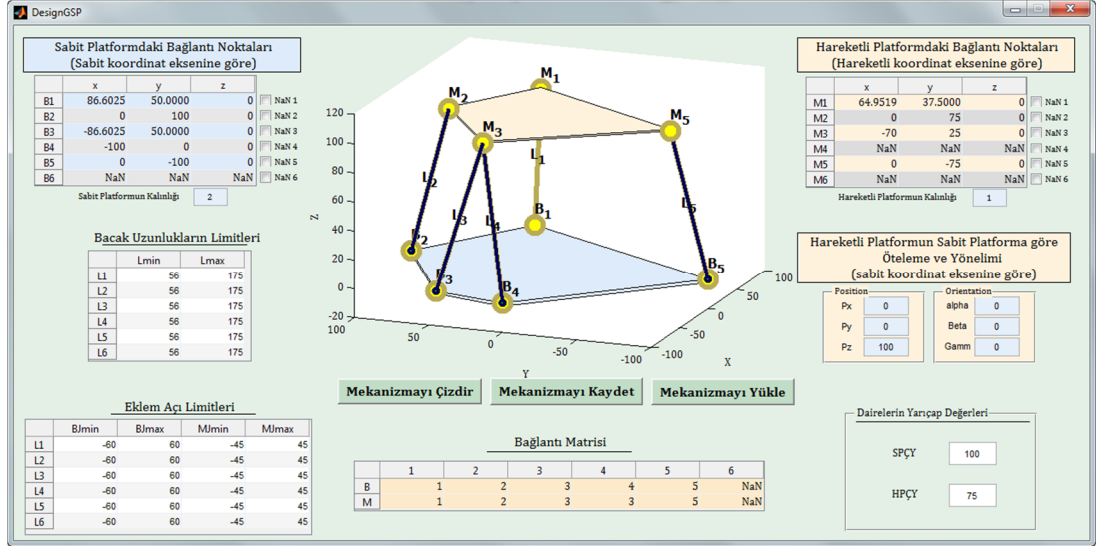 DesignGSP
Sabit Platformdaki Bağlantı Noktaları
(Sabit koordinat eksenine göre)
x y z
B1 86.6025 50.0000 0 NaN 1
B2 0 100 0 NaN 2
B3 -86.6025 50.0000 0 NaN 3
B4 -100 0 0 NaN 4
B5 0 -100 0 NaN 5
B6 NaN NaN NaN NaN 6
Sabit Platformun Kalınlığı 2
Bacak Uzunlukların Limitleri
Lmin Lmax
L1 56 175
L2 56 175
L3 56 175
L4 56 175
L5 56 175
L6 56 175
Eklem Açı Limitleri
BJmin BJmax MJmin MJmax
L1 -60 60 -45 45
L2 -60 60 -45 45
L3 -60 60 -45 45
L4 -60 60 -45 45
L5 -60 60 -45 45
L6 -60 60 -45 45
M1
M2
M3
M5
L1
L2
L3
L4
L5
B1
B4
B5
Z
120
100
80
60
40
20
0
-20
100
50
0
-50
-100
Y
-100
-50
0
50
100
X
Mekanizmayı Çizdir
Mekanizmayı Kaydet
Mekanizmayı Yükle
Bağlantı Matrisi
1 2 3 4 5 6
B 1 2 3 4 5 NaN
M 1 2 3 3 5 NaN
Hareketli Platformdaki Bağlantı Noktaları
(Hareketli koordinat eksenine göre)
x y z
M1 64.9519 37.5000 0 NaN 1
M2 0 75 0 NaN 2
M3 -70 25 0 NaN 3
M4 NaN NaN NaN NaN 4
M5 0 -75 0 NaN 5
M6 NaN NaN NaN NaN 6
Hareketli Platformun Kalınlığı 1
Hareketli Platformun Sabit Platforma göre
Öteleme ve Yönelimi
(sabit koordinat eksenine göre)
Position
Px 0
Py 0
Pz 100
Orientation
alpha 0
Beta 0
Gamm 0
Dairelerin Yarıçap Değerleri
SPÇY 100
HPÇY 75